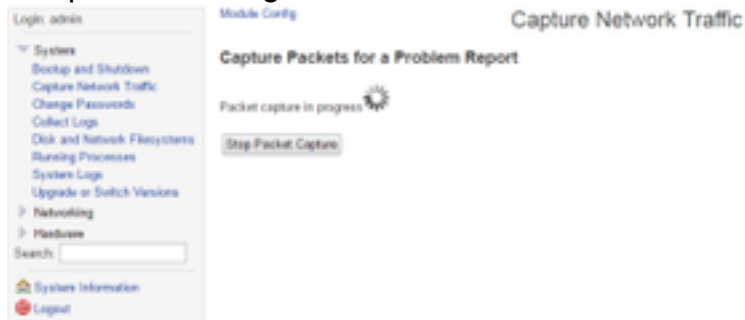 Login: admin
System
Bootup and Shutdown
Capture Network Traffic
Change Passwords
Collect Logs
Disk and Network Filesystems
Running Processes
System Logs
Upgrade or Switch Versions
Networking
Hardware
Search:
System Information
Logout
Module Config
Capture Network Traffic
Capture Packets for a Problem Report
Packet capture in progress
Stop Packet Capture